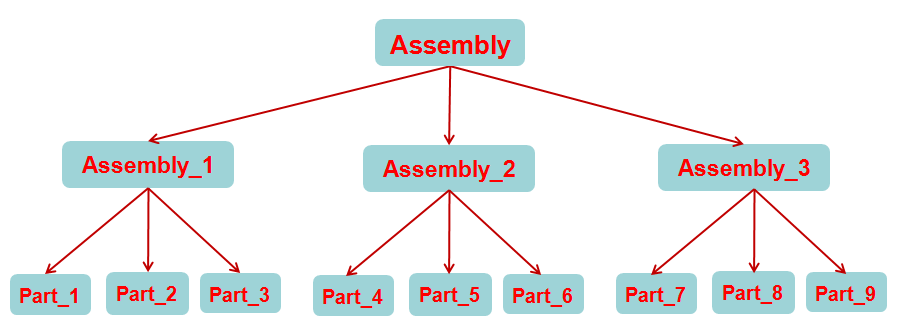 Assembly
Assembly_1
Assembly_2
Assembly_3
Part_1
Part_2
Part_3
Part_4
Part_5
Part_6
Part_7
Part_8
Part_9